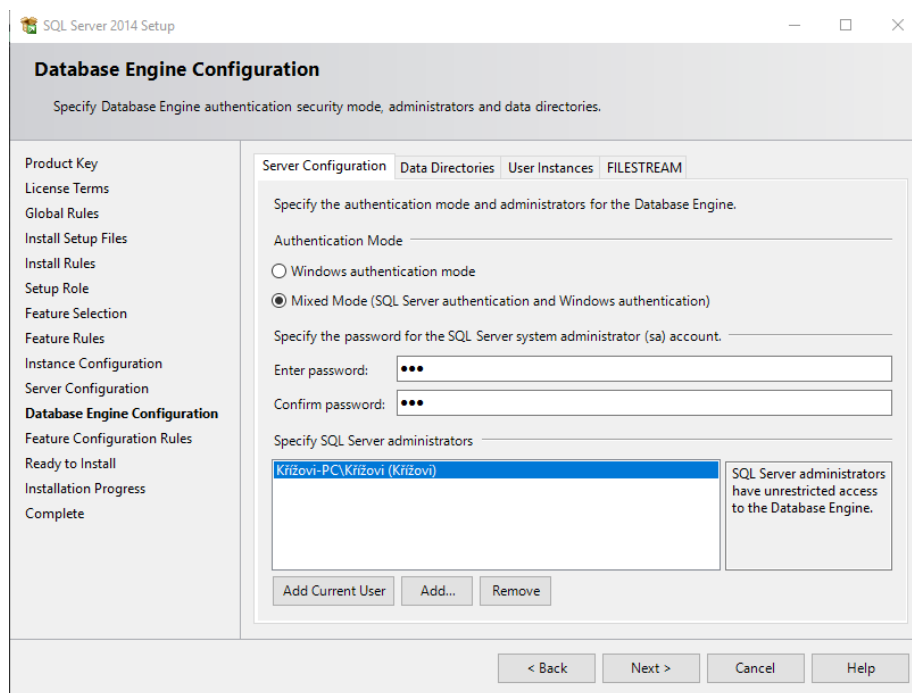 SQL Server 2014 Setup
Database Engine Configuration
Specify Database Engine authentication security mode, administrators and data directories.
Product Key
License Terms
Global Rules
Install Setup Files
Install Rules
Setup Role
Feature Selection
Feature Rules
Instance Configuration
Server Configuration
Database Engine Configuration
Feature Configuration Rules
Ready to Install
Installation Progress
Complete
Server Configuration Data Directories User Instances FILESTREAM
Specify the authentication mode and administrators for the Database Engine.
Authentication Mode
Windows authentication mode
Mixed Mode (SQL Server authentication and Windows authentication)
Specify the password for the SQL Server system administrator (sa) account.
Enter password: ●●●
Confirm password: ●●●
Specify SQL Server administrators
Křížovi-PC\Křížovi (Křížovi)
SQL Server administrators
have unrestricted access
to the Database Engine.
Add Current User Add... Remove
< Back Next > Cancel Help